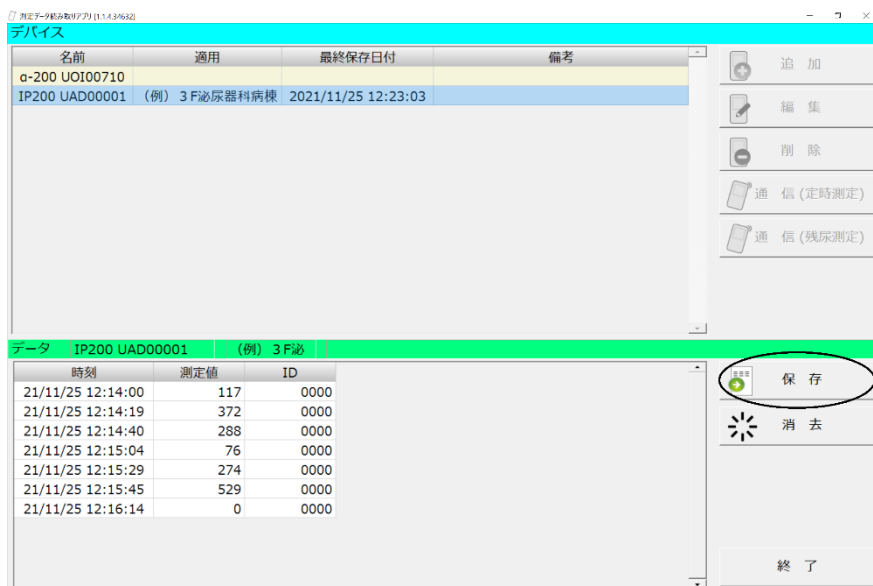 測定データ読み取りアプリ (1.1.4.34632)
デバイス
名前 適用 最終保存日付 備考
α-200 UOI00710
IP200 UAD00001 (例) 3F泌尿器科病棟 2021/11/25 12:23:03
追 加
編 集
削 除
通 信 (定時測定)
通 信 (残尿測定)
データ IP200 UAD00001 (例) 3F泌
時刻 測定値 ID
21/11/25 12:14:00 117 0000
21/11/25 12:14:19 372 0000
21/11/25 12:14:40 288 0000
21/11/25 12:15:04 76 0000
21/11/25 12:15:29 274 0000
21/11/25 12:15:45 529 0000
21/11/25 12:16:14 0 0000
保 存
消 去
終 了